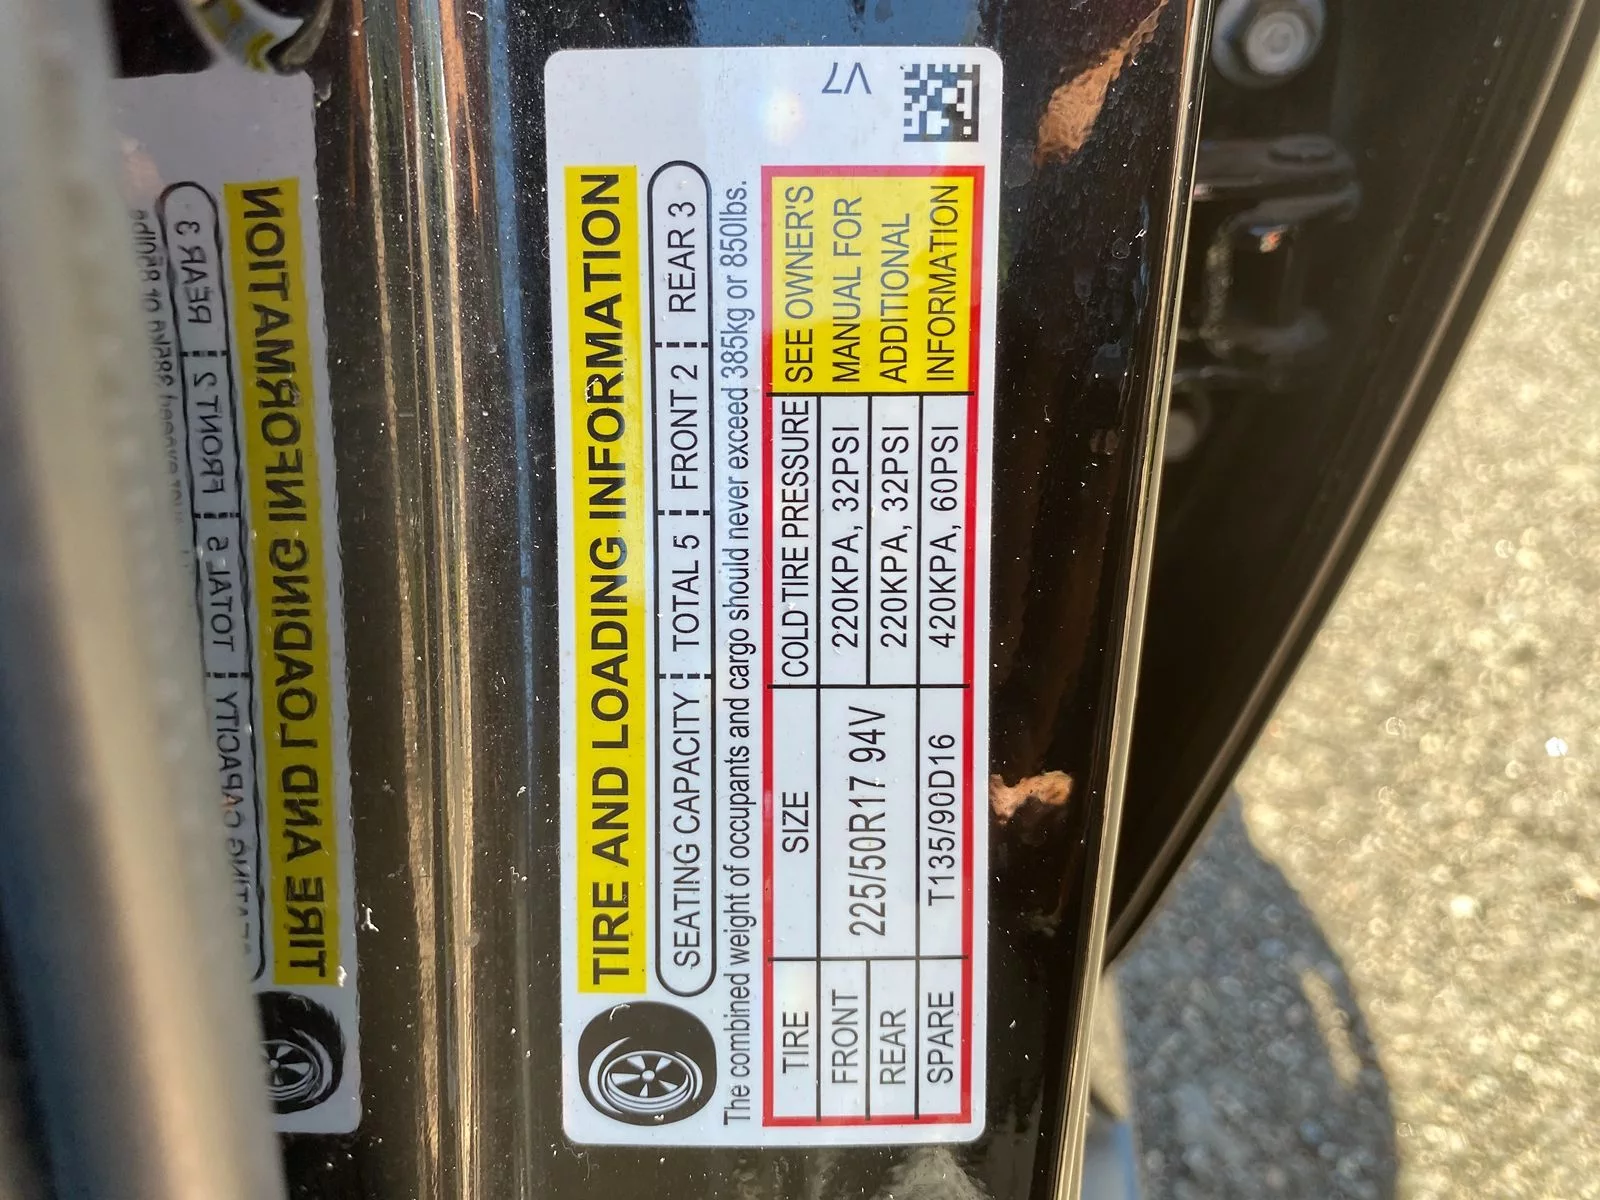 V7
TIRE AND LOADING INFORMATION
SEATING CAPACITY TOTAL 5 FRONT 2 REAR 3
The combined weight of occupants and cargo should never exceed 385kg or 850lbs.
TIRE SIZE COLD TIRE PRESSURE SEE OWNER'S
FRONT 225/50R17 94V 220KPA, 32PSI MANUAL FOR
REAR 220KPA, 32PSI ADDITIONAL
SPARE T135/90D16 420KPA, 60PSI INFORMATION
TIRE AND LOADING INFORMATION
SEATING CAPACITY TOTAL 5 FRONT 2 REAR 3